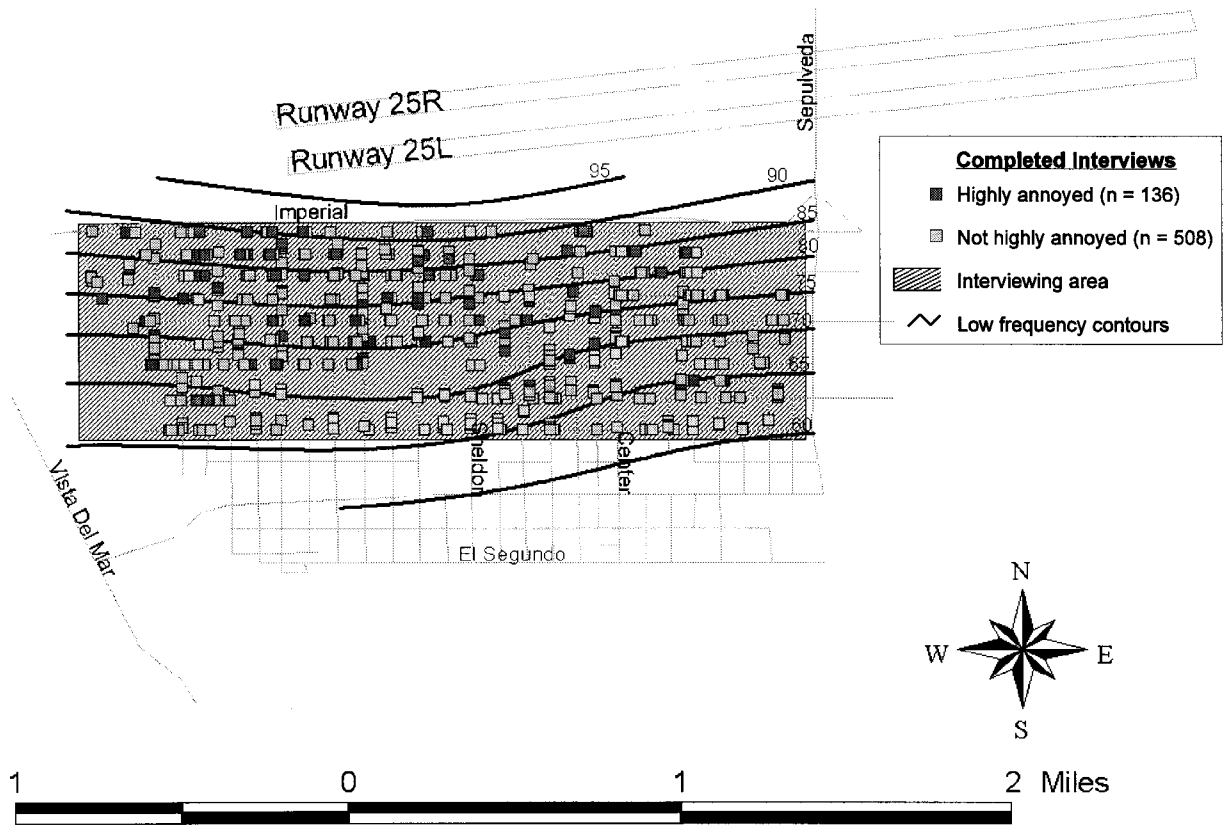 Sepulveda
Runway 25R
Runway 25L
95
90
85
80
75
70
65
60
Imperial
Completed Interviews
Highly annoyed (n = 136)
Not highly annoyed (n = 508)
Interviewing area
Low frequency contours
Sheldon
Center
Vista Del Mar
El Segundo
N
W
E
S
1
0
1
2 Miles